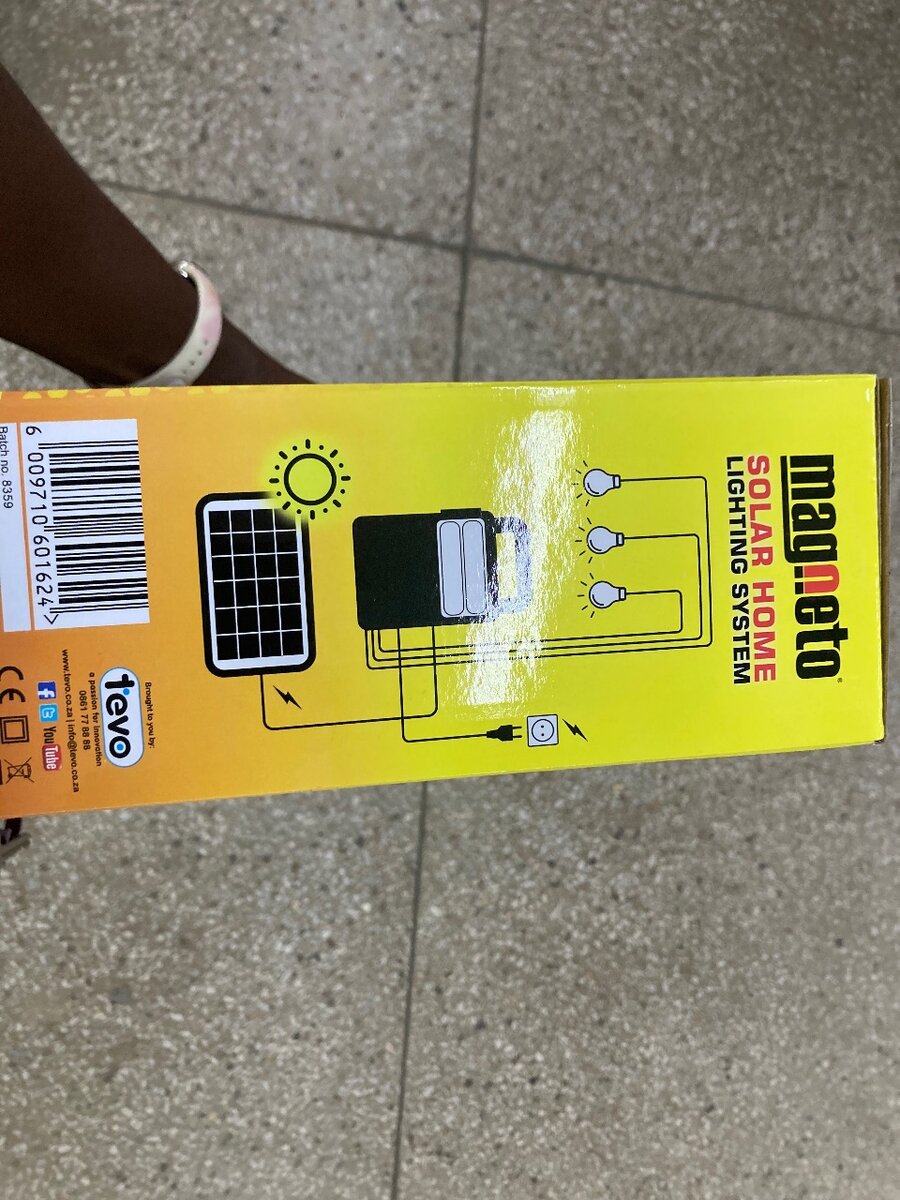 magneto®
SOLAR HOME
LIGHTING SYSTEM
Brought to you by:
tevo
a passion for innovation
0861 77 88 88
f t YouTube
www.tevo.co.za | info@tevo.co.za
6 009710 601624 >
Batch no. 8359
CE